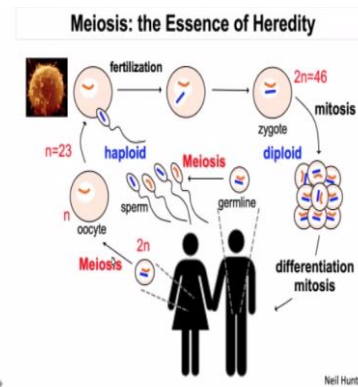 Meiosis: the Essence of Heredity
fertilization
2n=46
mitosis
zygote
n=23
haploid
Meiosis
diploid
n
sperm
germline
oocyte
2n
Meiosis
differentiation
mitosis
Neil Hunt